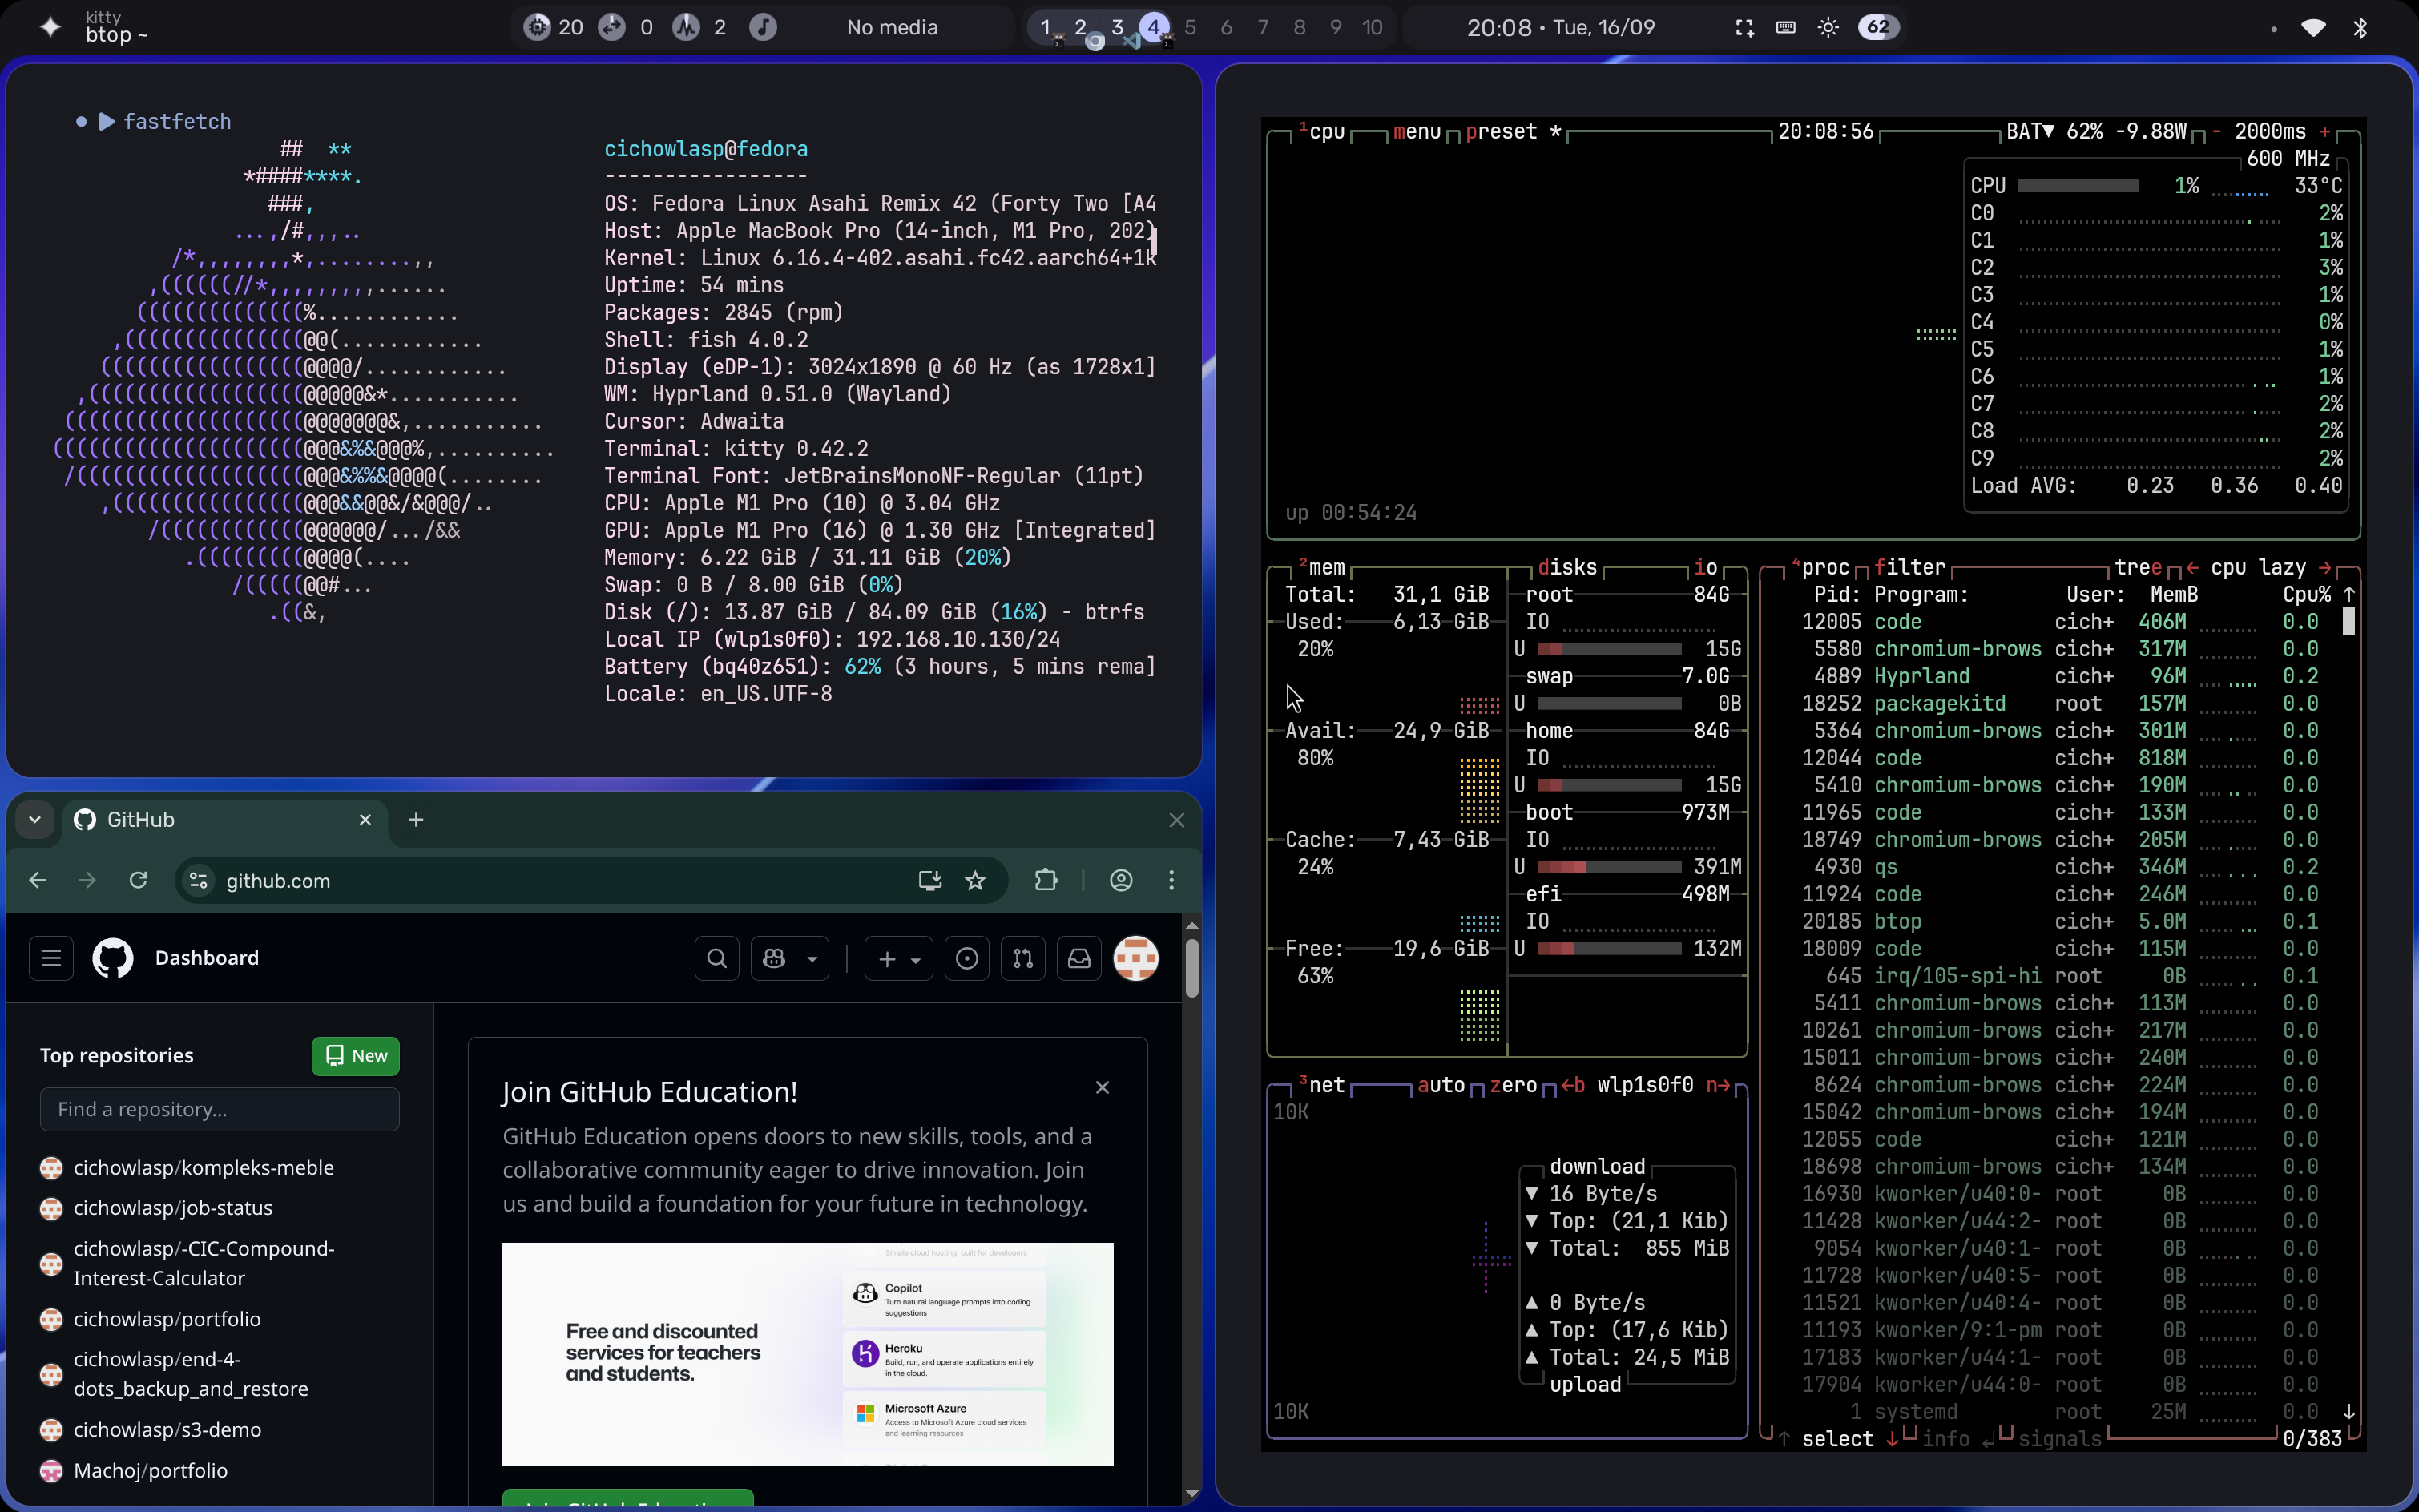 kitty
btop ~
20 0 2 No media 1 2 3 4 5 6 7 8 9 10 20:08 • Tue, 16/09 62
fastfetch
cichowlasp@fedora
-----------------
OS: Fedora Linux Asahi Remix 42 (Forty Two [A4
Host: Apple MacBook Pro (14-inch, M1 Pro, 202]
Kernel: Linux 6.16.4-402.asahi.fc42.aarch64+1k
Uptime: 54 mins
Packages: 2845 (rpm)
Shell: fish 4.0.2
Display (eDP-1): 3024x1890 @ 60 Hz (as 1728x1]
WM: Hyprland 0.51.0 (Wayland)
Cursor: Adwaita
Terminal: kitty 0.42.2
Terminal Font: JetBrainsMonoNF-Regular (11pt)
CPU: Apple M1 Pro (10) @ 3.04 GHz
GPU: Apple M1 Pro (16) @ 1.30 GHz [Integrated]
Memory: 6.22 GiB / 31.11 GiB (20%)
Swap: 0 B / 8.00 GiB (0%)
Disk (/): 13.87 GiB / 84.09 GiB (16%) - btrfs
Local IP (wlp1s0f0): 192.168.10.130/24
Battery (bq40z651): 62% (3 hours, 5 mins rema]
Locale: en_US.UTF-8
GitHub
github.com
Dashboard
Top repositories
New
Find a repository...
cichowlasp/kompleks-meble
cichowlasp/job-status
cichowlasp/-CIC-Compound-
Interest-Calculator
cichowlasp/portfolio
cichowlasp/end-4-
dots_backup_and_restore
cichowlasp/s3-demo
Machoj/portfolio
Join GitHub Education!
GitHub Education opens doors to new skills, tools, and a
collaborative community eager to drive innovation. Join
us and build a foundation for your future in technology.
Free and discounted
services for teachers
and students.
Simple cloud hosting, built for developers
Copilot
Turn natural language prompts into coding
suggestions
Heroku
Build, run, and operate applications entirely
in the cloud.
Microsoft Azure
Access to Microsoft Azure cloud services
and learning resources
¹cpu menu preset * 20:08:56 BAT▼ 62% -9.88W - 2000ms +
600 MHz
CPU 1% 33°C
C0 2%
C1 1%
C2 3%
C3 1%
C4 0%
C5 1%
C6 1%
C7 2%
C8 2%
C9 2%
Load AVG: 0.23 0.36 0.40
up 00:54:24
²mem
Total: 31,1 GiB
Used: 6,13 GiB
20%
Avail: 24,9 GiB
80%
Cache: 7,43 GiB
24%
Free: 19,6 GiB
63%
disks io
root 84G
IO
U 15G
swap 7.0G
U 0B
home 84G
IO
U 15G
boot 973M
IO
U 391M
efi 498M
IO
U 132M
³net auto zero ←b wlp1s0f0 n→
10K
download
▼ 16 Byte/s
▼ Top: (21,1 Kib)
▼ Total: 855 MiB
▲ 0 Byte/s
▲ Top: (17,6 Kib)
▲ Total: 24,5 MiB
upload
10K
⁴proc filter tree ← cpu lazy →
Pid: Program: User: MemB Cpu% ↑
12005 code cich+ 406M 0.0
5580 chromium-brows cich+ 317M 0.0
4889 Hyprland cich+ 96M 0.2
18252 packagekitd root 157M 0.0
5364 chromium-brows cich+ 301M 0.0
12044 code cich+ 818M 0.0
5410 chromium-brows cich+ 190M 0.0
11965 code cich+ 133M 0.0
18749 chromium-brows cich+ 205M 0.0
4930 qs cich+ 346M 0.2
11924 code cich+ 246M 0.0
20185 btop cich+ 5.0M 0.1
18009 code cich+ 115M 0.0
645 irq/105-spi-hi root 0B 0.1
5411 chromium-brows cich+ 113M 0.0
10261 chromium-brows cich+ 217M 0.0
15011 chromium-brows cich+ 240M 0.0
8624 chromium-brows cich+ 224M 0.0
15042 chromium-brows cich+ 194M 0.0
12055 code cich+ 121M 0.0
18698 chromium-brows cich+ 134M 0.0
16930 kworker/u40:0- root 0B 0.0
11428 kworker/u44:2- root 0B 0.0
9054 kworker/u40:1- root 0B 0.0
11728 kworker/u40:5- root 0B 0.0
11521 kworker/u40:4- root 0B 0.0
11193 kworker/9:1-pm root 0B 0.0
17183 kworker/u44:1- root 0B 0.0
17904 kworker/u44:0- root 0B 0.0
1 systemd root 25M 0.0 ↓
↑ select ↓ info ↵ signals 0/383